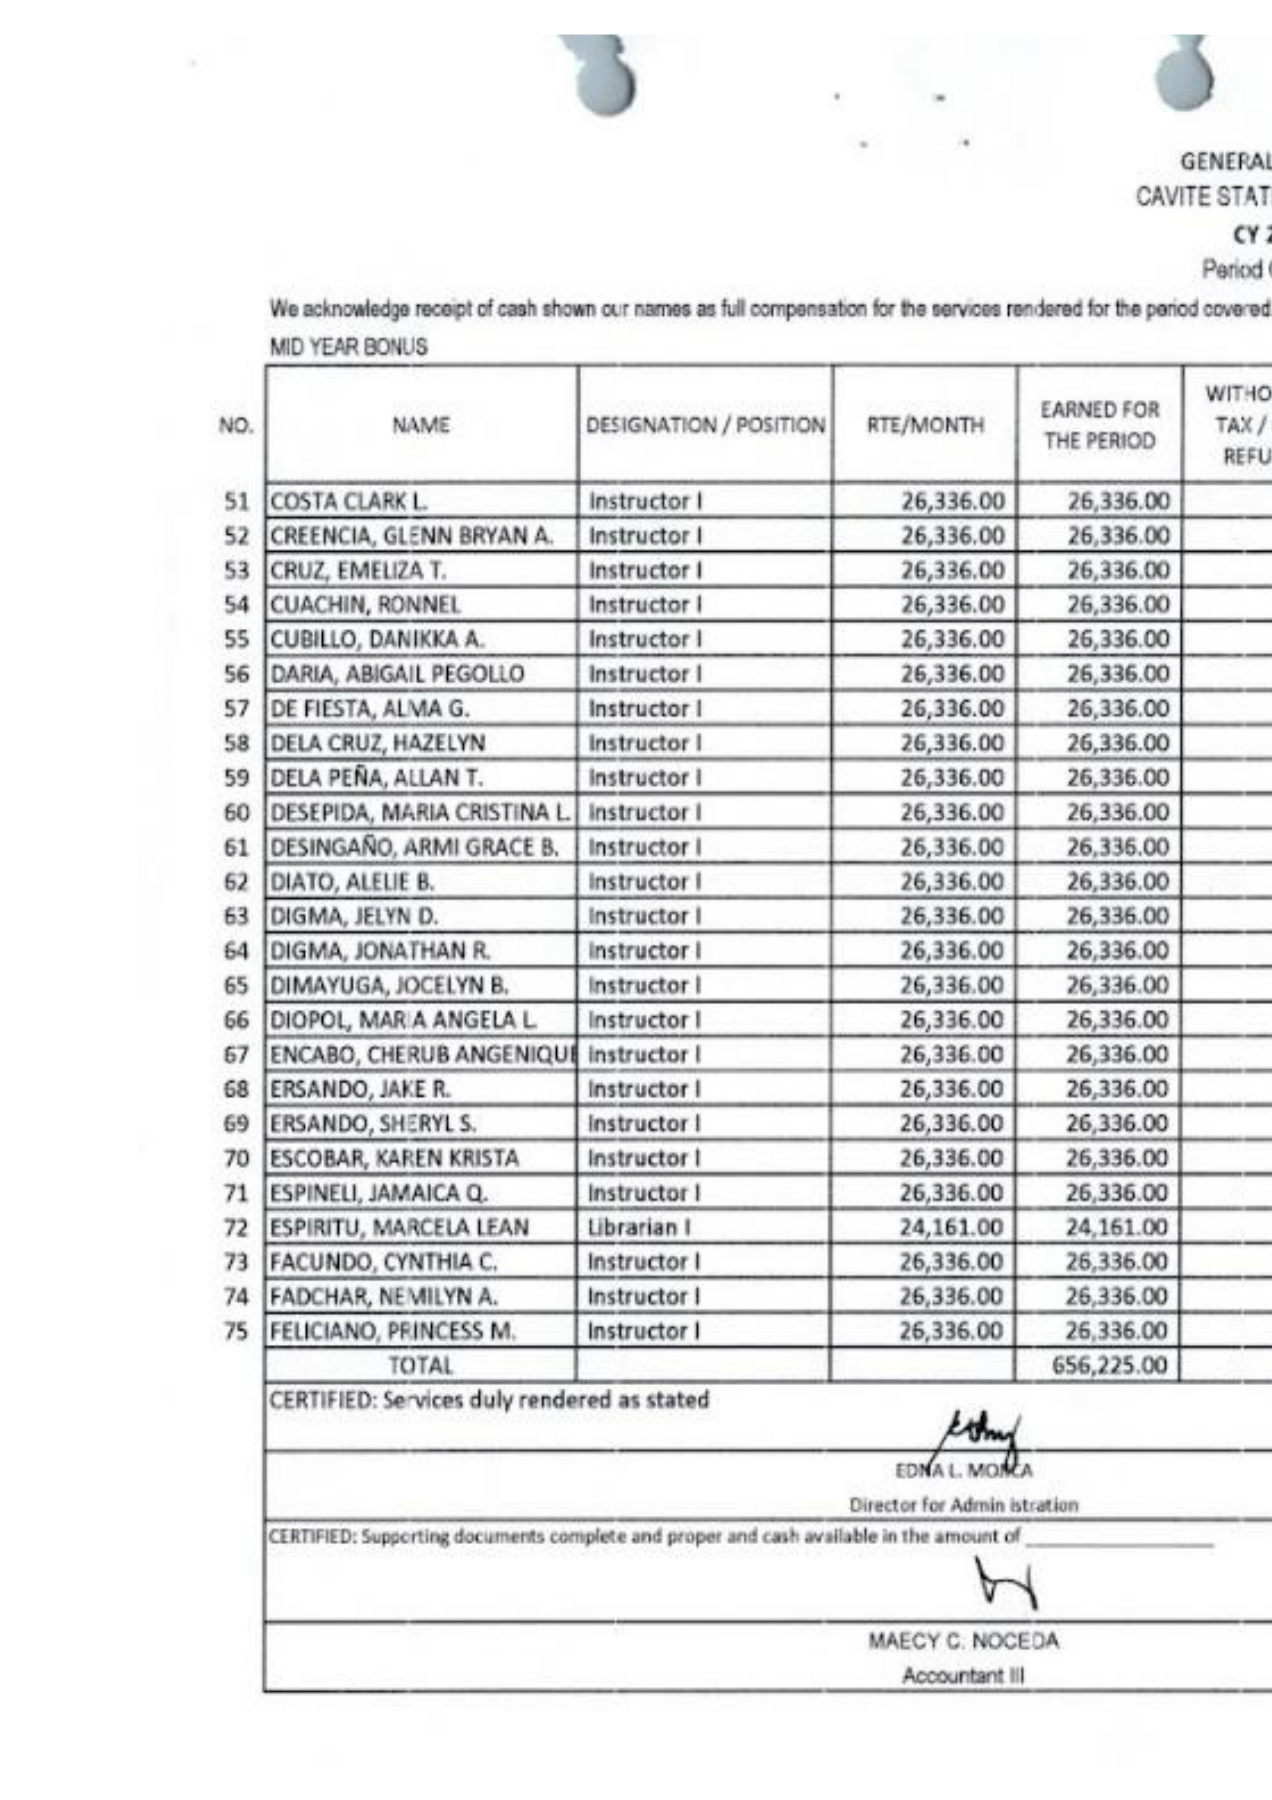 GENERAL
CAVITE STAT
CY 2
Period
We acknowledge receipt of cash shown our names as full compensation for the services rendered for the period covered
MID YEAR BONUS
NO. NAME DESIGNATION / POSITION RTE/MONTH EARNED FOR THE PERIOD WITHO TAX / REFU
51 COSTA CLARK L. Instructor I 26,336.00 26,336.00
52 CREENCIA, GLENN BRYAN A. Instructor I 26,336.00 26,336.00
53 CRUZ, EMELIZA T. Instructor I 26,336.00 26,336.00
54 CUACHIN, RONNEL Instructor I 26,336.00 26,336.00
55 CUBILLO, DANIKKA A. Instructor I 26,336.00 26,336.00
56 DARIA, ABIGAIL PEGOLLO Instructor I 26,336.00 26,336.00
57 DE FIESTA, ALMA G. Instructor I 26,336.00 26,336.00
58 DELA CRUZ, HAZELYN Instructor I 26,336.00 26,336.00
59 DELA PEÑA, ALLAN T. Instructor I 26,336.00 26,336.00
60 DESEPIDA, MARIA CRISTINA L. Instructor I 26,336.00 26,336.00
61 DESINGAÑO, ARMI GRACE B. Instructor I 26,336.00 26,336.00
62 DIATO, ALELIE B. Instructor I 26,336.00 26,336.00
63 DIGMA, JELYN D. Instructor I 26,336.00 26,336.00
64 DIGMA, JONATHAN R. Instructor I 26,336.00 26,336.00
65 DIMAYUGA, JOCELYN B. Instructor I 26,336.00 26,336.00
66 DIOPOL, MARIA ANGELA L. Instructor I 26,336.00 26,336.00
67 ENCABO, CHERUB ANGENIQUE Instructor I 26,336.00 26,336.00
68 ERSANDO, JAKE R. Instructor I 26,336.00 26,336.00
69 ERSANDO, SHERYL S. Instructor I 26,336.00 26,336.00
70 ESCOBAR, KAREN KRISTA Instructor I 26,336.00 26,336.00
71 ESPINELI, JAMAICA Q. Instructor I 26,336.00 26,336.00
72 ESPIRITU, MARCELA LEAN Librarian I 24,161.00 24,161.00
73 FACUNDO, CYNTHIA C. Instructor I 26,336.00 26,336.00
74 FADCHAR, NEMILYN A. Instructor I 26,336.00 26,336.00
75 FELICIANO, PRINCESS M. Instructor I 26,336.00 26,336.00
TOTAL 656,225.00
CERTIFIED: Services duly rendered as stated
EDNA L. MOJICA
Director for Admin istration
CERTIFIED: Supporting documents complete and proper and cash available in the amount of
MAECY C. NOCEDA
Accountant III